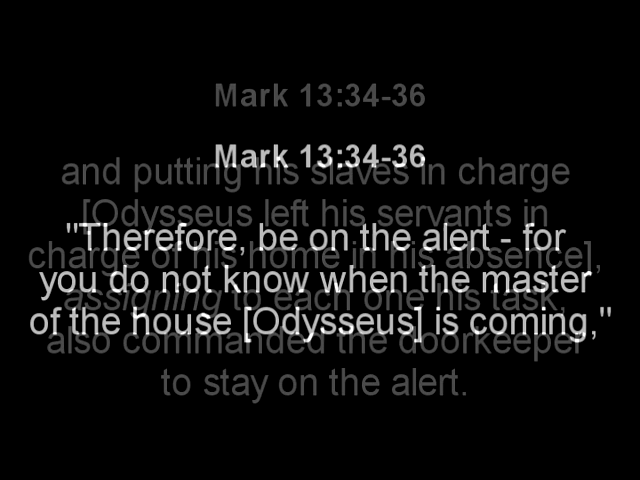 Mark 13:34-36
and putting his slaves in charge
[Odysseus left his servants in
charge of his home in his absence],
assigning to each one his task,
also commanded the doorkeeper
to stay on the alert.
Mark 13:34-36
"Therefore, be on the alert - for
you do not know when the master
of the house [Odysseus] is coming,"